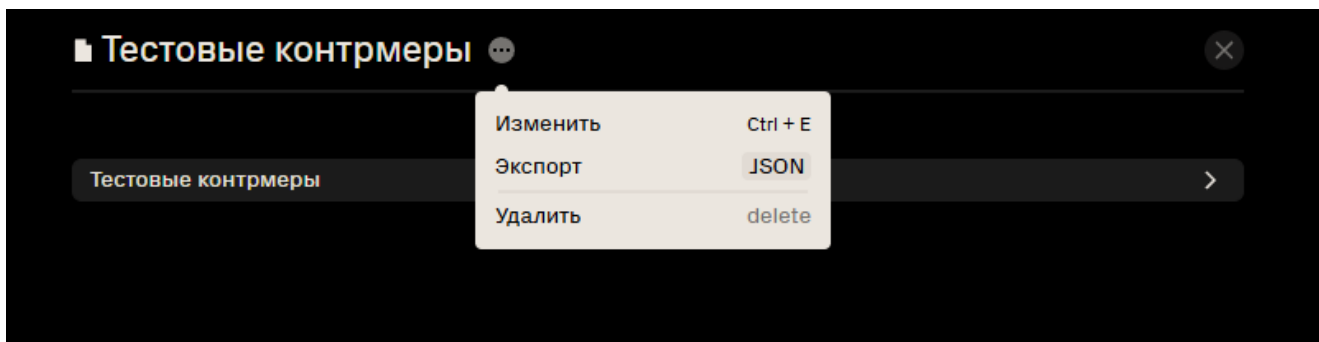 Тестовые контрмеры
Изменить Ctrl + E
Экспорт JSON
Тестовые контрмеры
Удалить delete